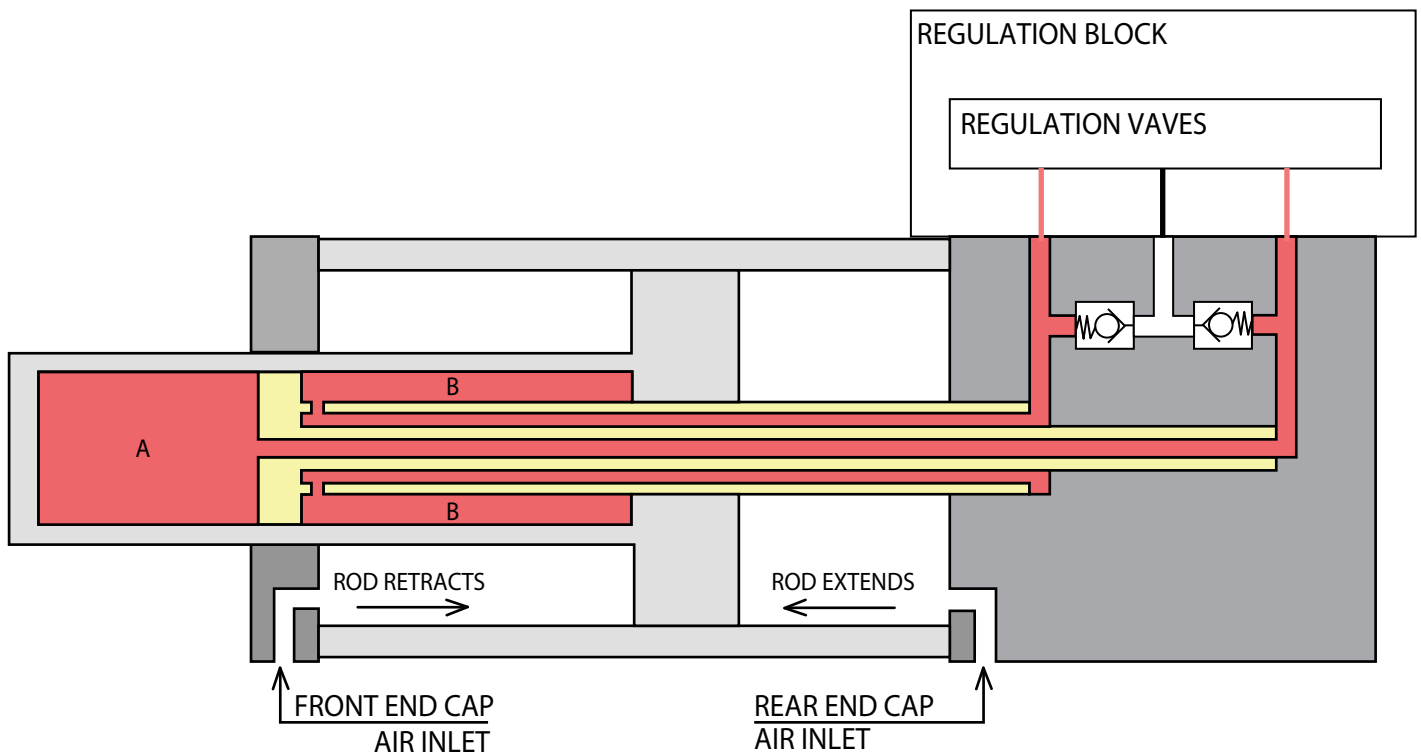 REGULATION BLOCK
REGULATION VAVES
B
A
B
ROD RETRACTS
ROD EXTENDS
FRONT END CAP
AIR INLET
REAR END CAP
AIR INLET